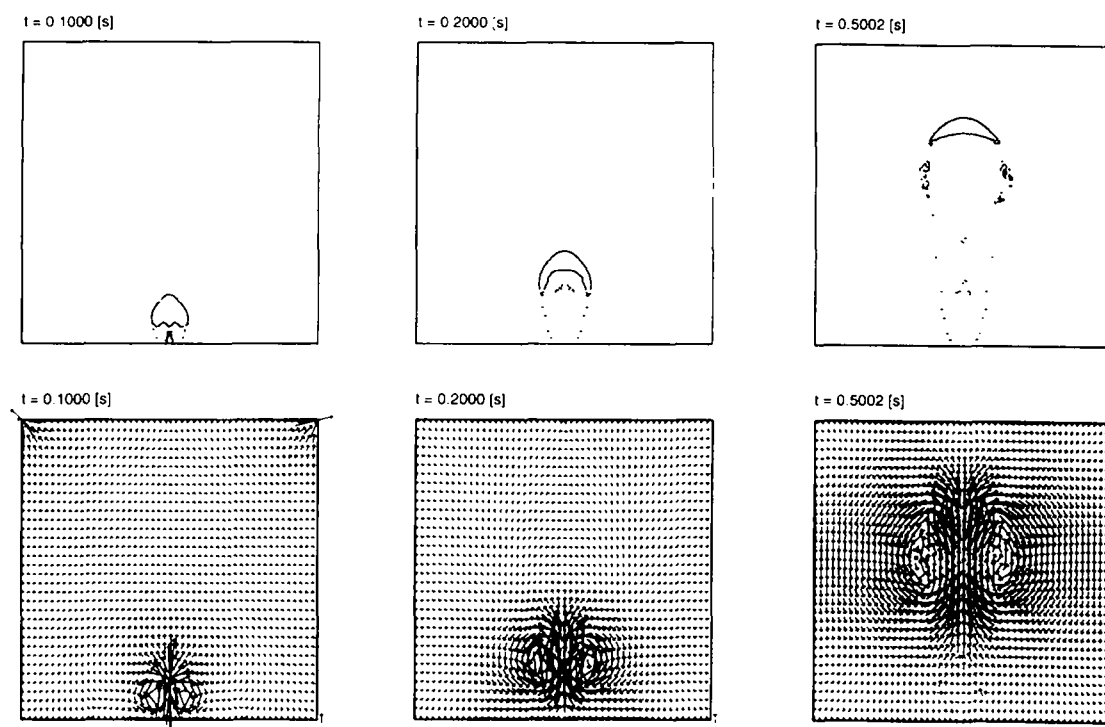 t = 0 1000 [s]
t = 0.2000 [s]
t = 0.5002 [s]
t = 0.1000 [s]
t = 0.2000 [s]
t = 0.5002 [s]